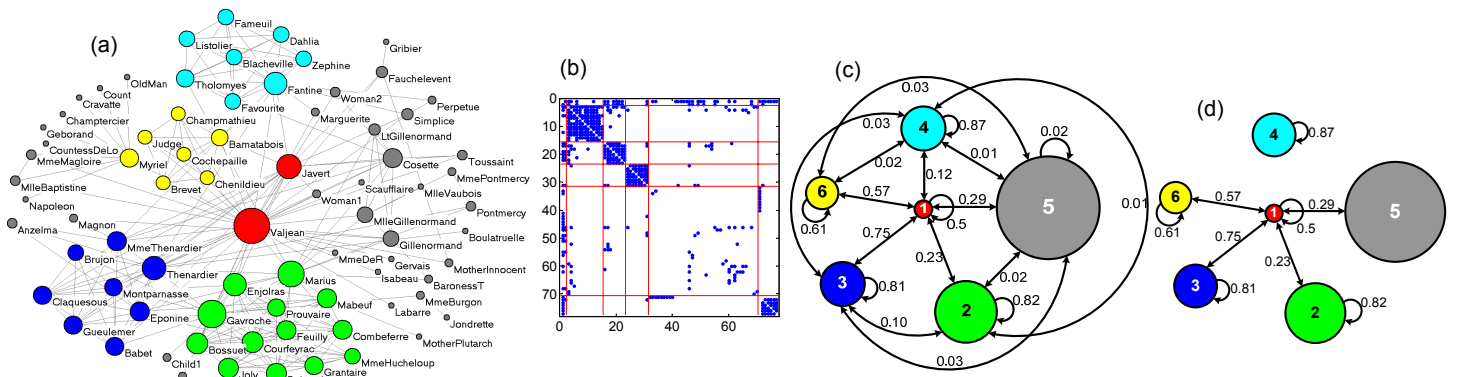 (a)
Fameuil
Listolier
Dahlia
Blacheville
Zephine
Tholomyes
Fantine
Favourite
Gribier
Fauchelevent
OldMan
Count
Cravatte
Champtercier
Geborand
CountessDeLo
MmeMagloire
MlleBaptistine
Napoleon
Anzelma
Champmathieu
Judge
Bamatabois
Myriel
Cochepaille
Brevet
Chenildieu
Woman2
Marguerite
Perpetue
Simplice
LtGillenormand
Cosette
Javert
Toussaint
MmePontmercy
Scaufflaire
Woman1
MlleVaubois
MlleGillenormand
Pontmercy
Valjean
Magnon
Gillenormand
Boulatruelle
MmeThenardier
Brujon
Thenardier
MmeDeR
Gervais
Isabeau
MotherInnocent
BaronessT
Montparnasse
Claquesous
Eponine
Gueulemer
Babet
Enjolras
Marius
Mabeuf
Gavroche
Prouvaire
Feuilly
Combeferre
MmeBurgon
Labarre
Jondrette
MotherPlutarch
Bossuet
Courfeyrac
MmeHucheloup
Child1
Joly
Grantaire
(b)
0
10
20
30
40
50
60
70
0
20
40
60
(c)
0.03
0.03
4
0.87
0.02
0.02
0.01
0.12
6
0.57
1
0.29
5
0.61
0.5
0.01
0.75
0.23
0.02
3
0.81
2
0.82
0.10
0.03
(d)
4
0.87
6
0.57
1
0.29
5
0.61
0.5
0.75
0.23
3
0.81
2
0.82